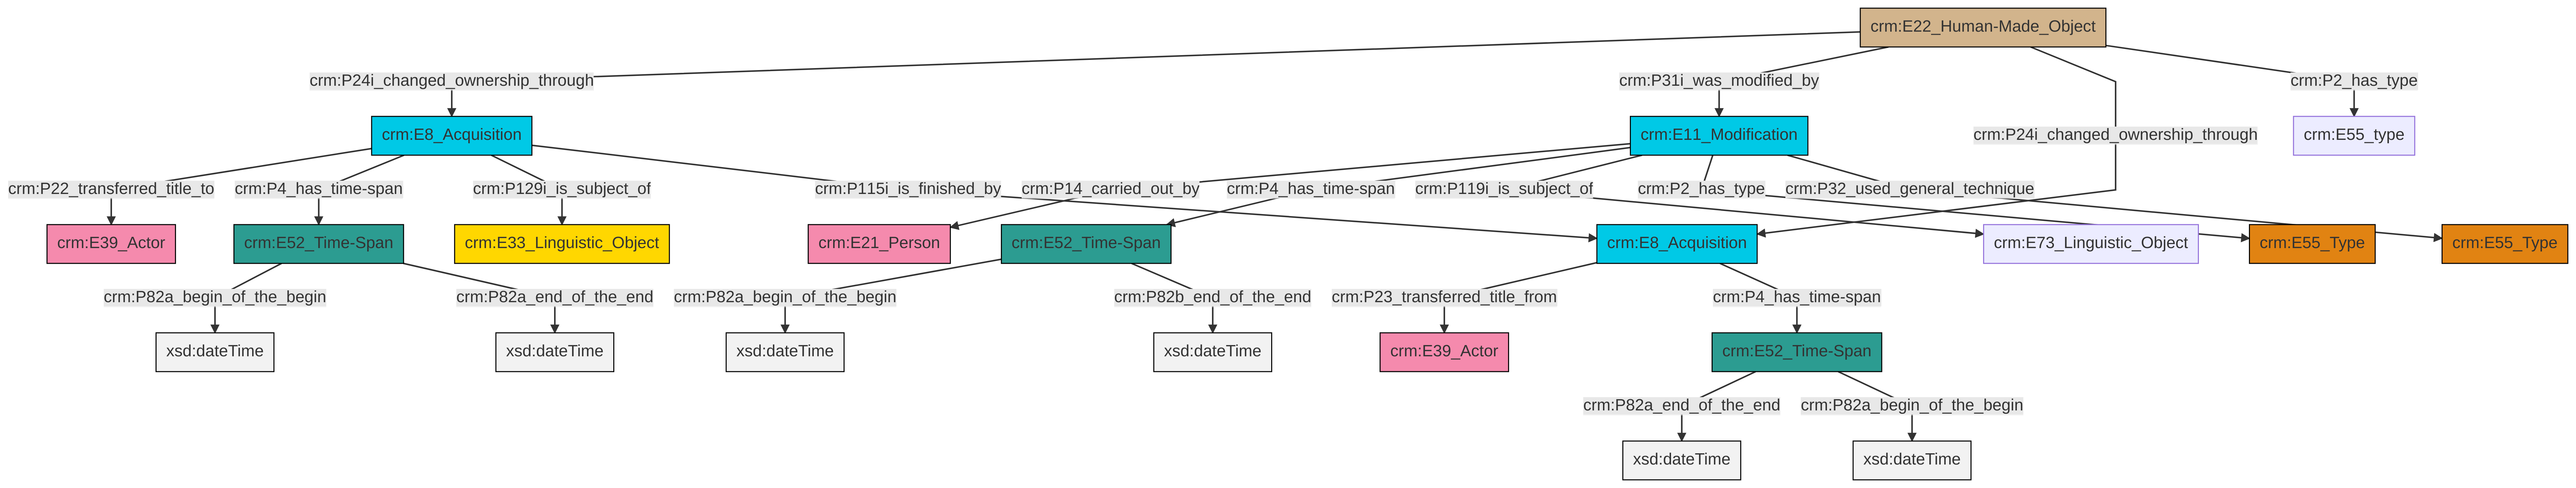 crm:E22_Human-Made_Object
crm:P24i_changed_ownership_through
crm:P31i_was_modified_by
crm:P2_has_type
crm:E8_Acquisition
crm:E11_Modification
crm:P24i_changed_ownership_through
crm:E55_type
crm:P22_transferred_title_to
crm:P4_has_time-span
crm:P129i_is_subject_of
crm:P115i_is_finished_by
crm:P14_carried_out_by
crm:P4_has_time-span
crm:P119i_is_subject_of
crm:P2_has_type
crm:P32_used_general_technique
crm:E39_Actor
crm:E52_Time-Span
crm:E33_Linguistic_Object
crm:E21_Person
crm:E52_Time-Span
crm:E8_Acquisition
crm:E73_Linguistic_Object
crm:E55_Type
crm:E55_Type
crm:P82a_begin_of_the_begin
crm:P82a_end_of_the_end
crm:P82a_begin_of_the_begin
crm:P82b_end_of_the_end
crm:P23_transferred_title_from
crm:P4_has_time-span
xsd:dateTime
xsd:dateTime
xsd:dateTime
xsd:dateTime
crm:E39_Actor
crm:E52_Time-Span
crm:P82a_end_of_the_end
crm:P82a_begin_of_the_begin
xsd:dateTime
xsd:dateTime